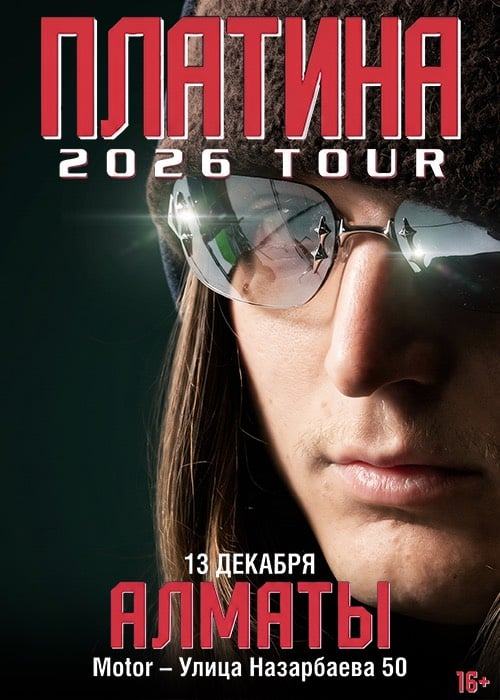 ПЛАТИНА
2026 TOUR
13 ДЕКАБРЯ
АЛМАТЫ
Motor – Улица Назарбаева 50
16+